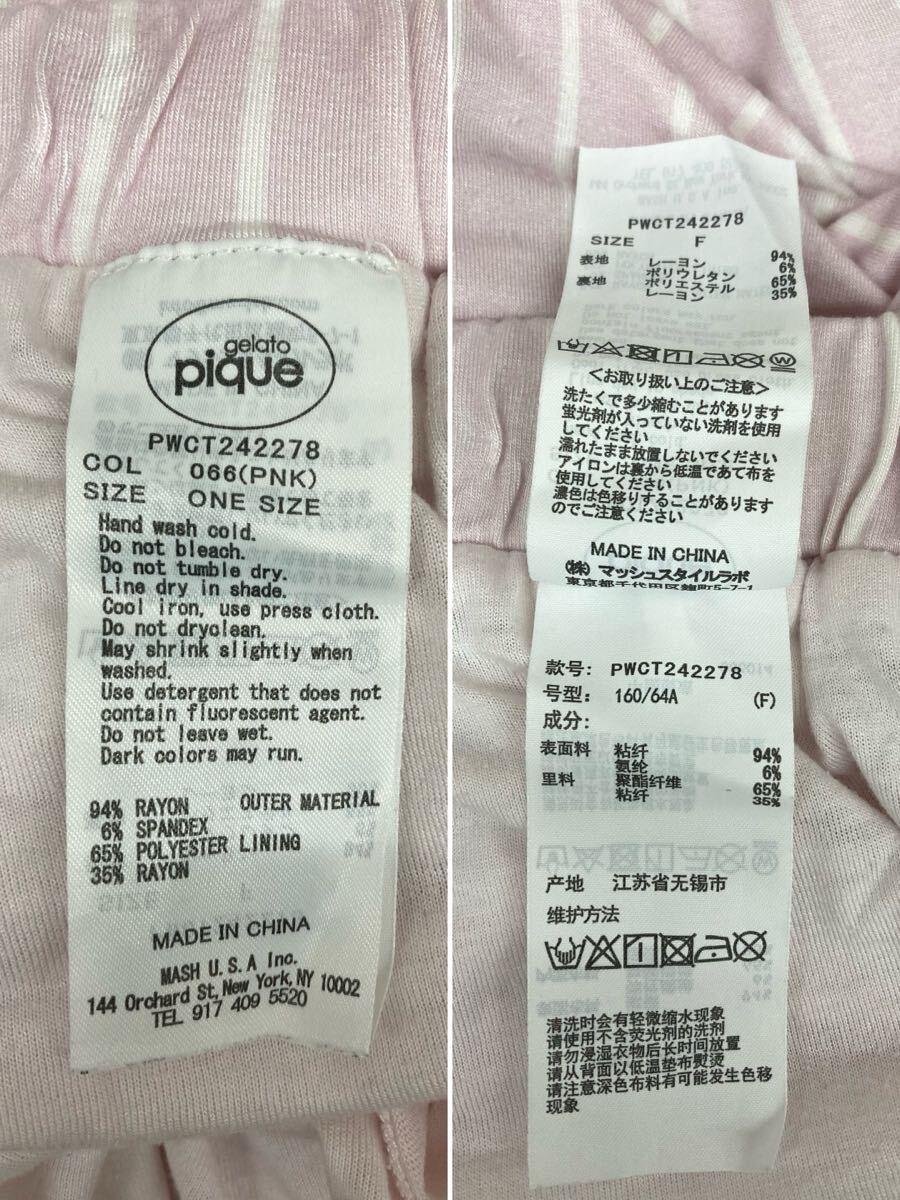 gelato
pique
PWCT242278
COL 066(PNK)
SIZE ONE SIZE
Hand wash cold.
Do not bleach.
Do not tumble dry.
Line dry in shade.
Cool iron, use press cloth.
Do not dryclean.
May shrink slightly when
washed.
Use detergent that does not
contain fluorescent agent.
Do not leave wet.
Dark colors may run.
94% RAYON OUTER MATERIAL
6% SPANDEX
65% POLYESTER LINING
35% RAYON
MADE IN CHINA
MASH U.S.A Inc.
144 Orchard St, New York, NY 10002
TEL 917 409 5520
PWCT242278
SIZE F
表地 レーヨン 94%
ポリウレタン 6%
裏地 ポリエステル 65%
レーヨン 35%
<お取り扱い上のご注意>
洗たくで多少縮むことがあります
蛍光剤が入っていない洗剤を使用
してください
濡れたまま放置しないでください
アイロンは裏から低温であて布を
使用してください
濃色は色移りすることがあります
のでご注意ください
MADE IN CHINA
(株) マッシュスタイルラボ
東京都千代田区麹町5-7-1
款号: PWCT242278
号型: 160/64A (F)
成分:
表面料 粘纤 94%
氨纶 6%
里料 聚酯纤维 65%
粘纤 35%
产地 江苏省无锡市
维护方法
清洗时会有轻微缩水现象
请使用不含荧光剂的洗剂
请勿浸湿衣物后长时间放置
请从背面以低温垫布熨烫
请注意深色布料有可能发生色移
现象